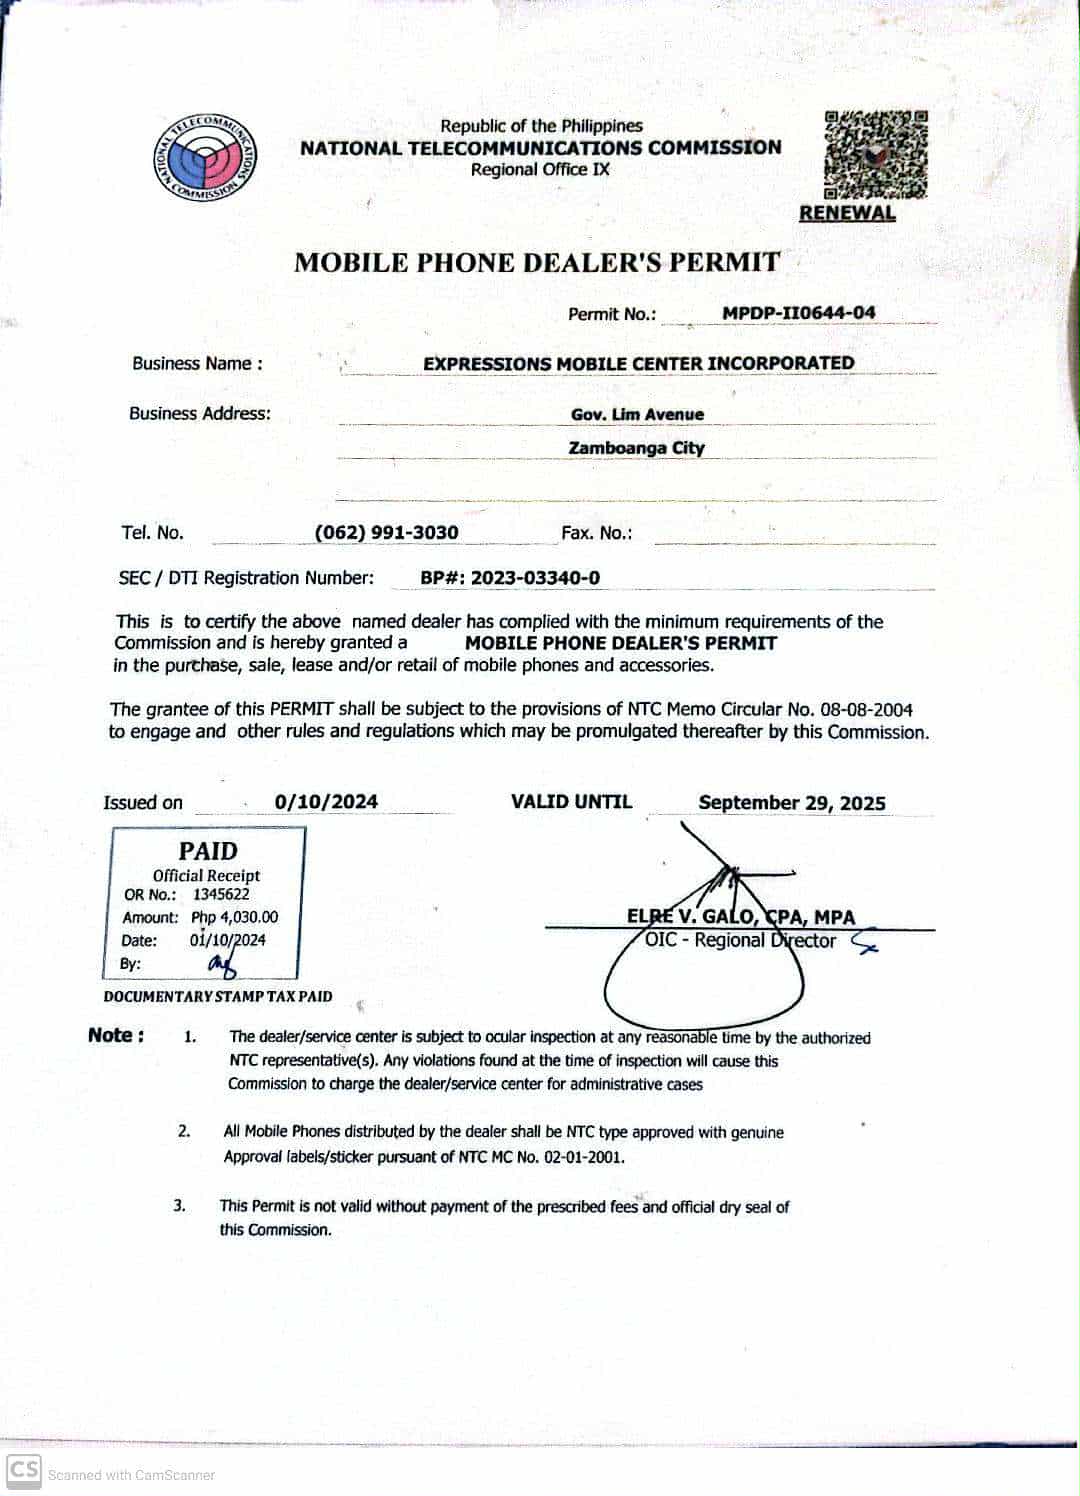 NATIONAL TELECOMMUNICATIONS COMMISSION
Republic of the Philippines
NATIONAL TELECOMMUNICATIONS COMMISSION
Regional Office IX
RENEWAL
MOBILE PHONE DEALER'S PERMIT
Permit No.: MPDP-II0644-04
Business Name : EXPRESSIONS MOBILE CENTER INCORPORATED
Business Address: Gov. Lim Avenue
Zamboanga City
Tel. No. (062) 991-3030 Fax. No.:
SEC / DTI Registration Number: BP#: 2023-03340-0
This is to certify the above named dealer has complied with the minimum requirements of the
Commission and is hereby granted a MOBILE PHONE DEALER'S PERMIT
in the purchase, sale, lease and/or retail of mobile phones and accessories.
The grantee of this PERMIT shall be subject to the provisions of NTC Memo Circular No. 08-08-2004
to engage and other rules and regulations which may be promulgated thereafter by this Commission.
Issued on 0/10/2024 VALID UNTIL September 29, 2025
PAID
Official Receipt
OR No.: 1345622
Amount: Php 4,030.00
Date: 01/10/2024
By:
DOCUMENTARY STAMP TAX PAID
ELRE V. GALO, CPA, MPA
OIC - Regional Director
Note : 1. The dealer/service center is subject to ocular inspection at any reasonable time by the authorized
NTC representative(s). Any violations found at the time of inspection will cause this
Commission to charge the dealer/service center for administrative cases
2. All Mobile Phones distributed by the dealer shall be NTC type approved with genuine
Approval labels/sticker pursuant of NTC MC No. 02-01-2001.
3. This Permit is not valid without payment of the prescribed fees and official dry seal of
this Commission.
CS Scanned with CamScanner